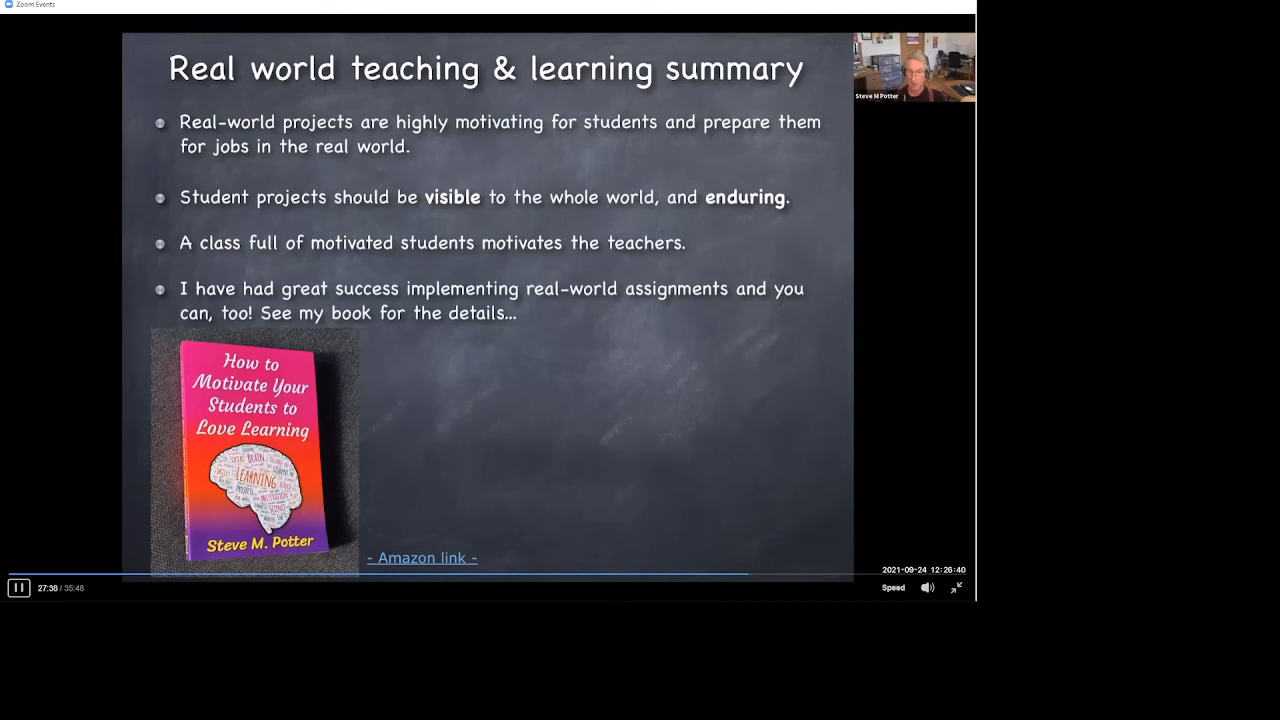 Zoom Events
Real world teaching & learning summary
Steve M Potter
Real-world projects are highly motivating for students and prepare them
for jobs in the real world.
Student projects should be visible to the whole world, and enduring.
A class full of motivated students motivates the teachers.
I have had great success implementing real-world assignments and you
can, too! See my book for the details...
How to
Motivate Your
Students to
Love Learning
BRAIN
LEARNING
Steve M. Potter
- Amazon link -
2021-09-24 12:26:40
27:38 / 35:48
Speed